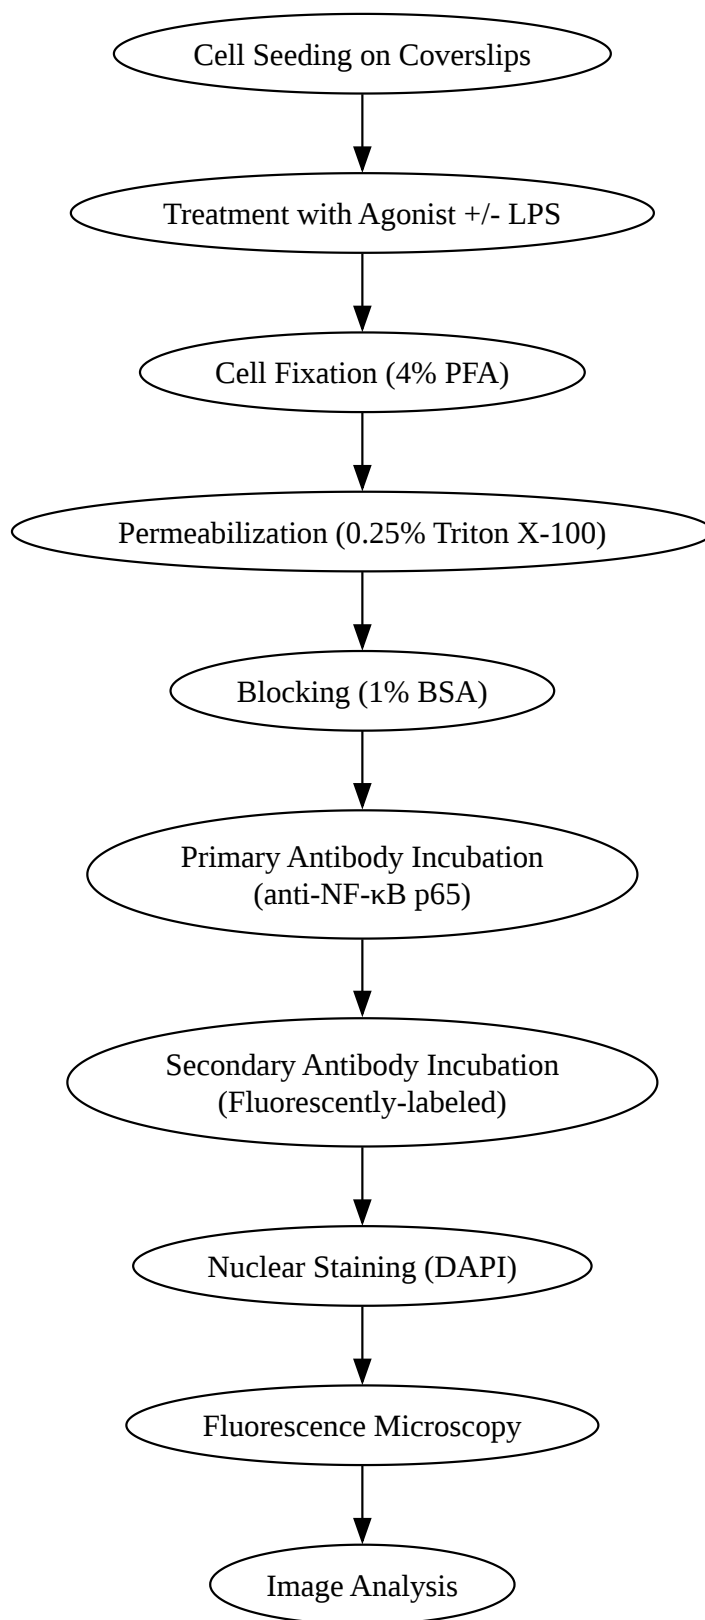 Cell Seeding on Coverslips
Treatment with Agonist +/- LPS
Cell Fixation (4% PFA)
Permeabilization (0.25% Triton X-100)
Blocking (1% BSA)
Primary Antibody Incubation
(anti-NF-κB p65)
Secondary Antibody Incubation
(Fluorescently-labeled)
Nuclear Staining (DAPI)
Fluorescence Microscopy
Image Analysis